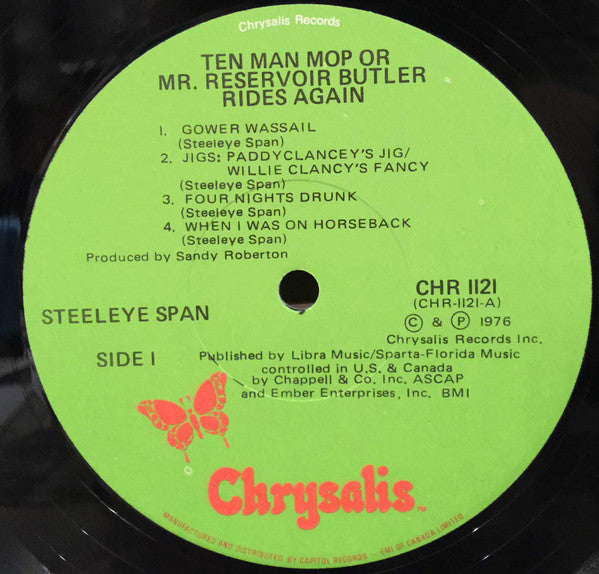 Chrysalis Records
TEN MAN MOP OR
MR. RESERVOIR BUTLER
RIDES AGAIN
1. GOWER WASSAIL
(Steeleye Span)
2. JIGS: PADDYCLANCEY'S JIG/
WILLIE CLANCY'S FANCY
(Steeleye Span)
3. FOUR NIGHTS DRUNK
(Steeleye Span)
4. WHEN I WAS ON HORSEBACK
(Steeleye Span)
Produced by Sandy Roberton
CHR 1121
(CHR-1121-A)
STEELEYE SPAN
© & ℗ 1976
Chrysalis Records Inc.
SIDE 1
Published by Libra Music/Sparta-Florida Music
controlled in U.S. & Canada
by Chappell & Co. Inc. ASCAP
and Ember Enterprises, Inc. BMI
Chrysalis™
MANUFACTURED AND DISTRIBUTED BY CAPITOL RECORDS - EMI OF CANADA LIMITED